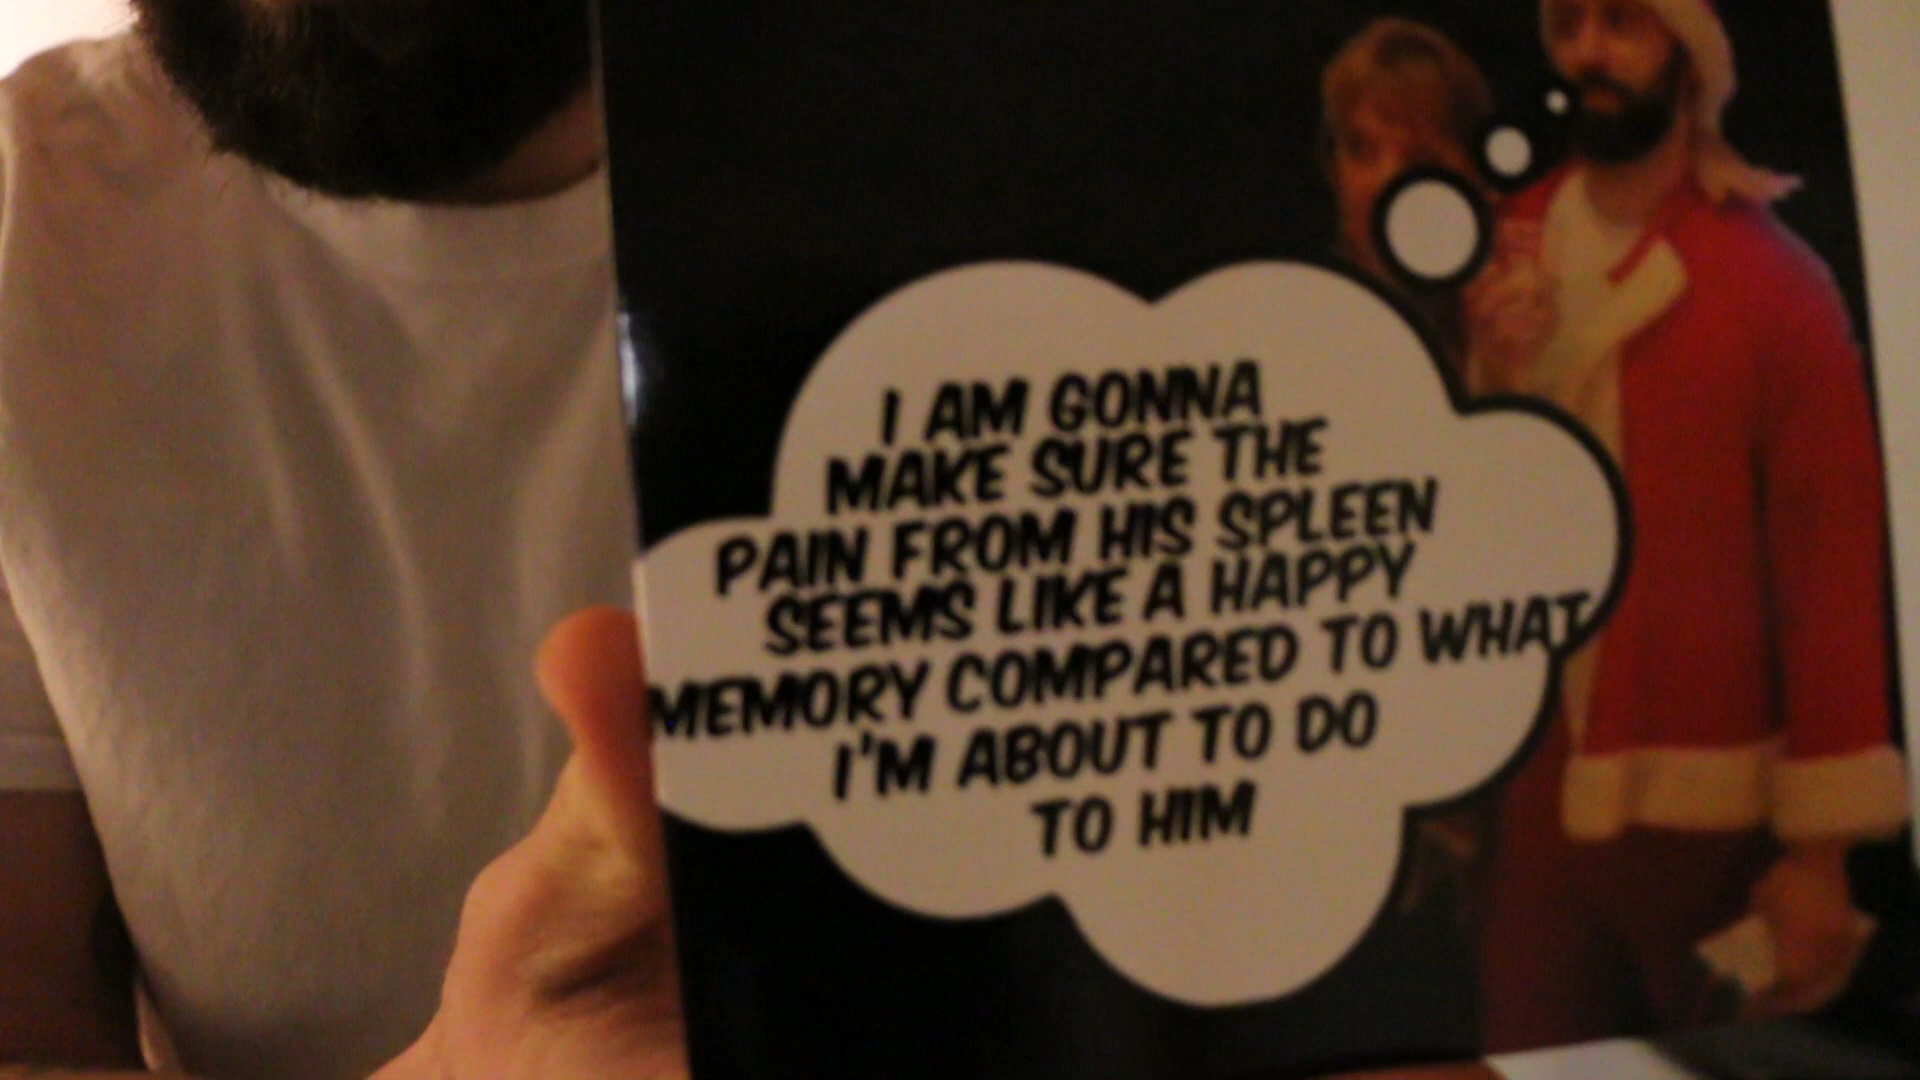 I AM GONNA
MAKE SURE THE
PAIN FROM HIS SPLEEN
SEEMS LIKE A HAPPY
MEMORY COMPARED TO WHAT
I'M ABOUT TO DO
TO HIM